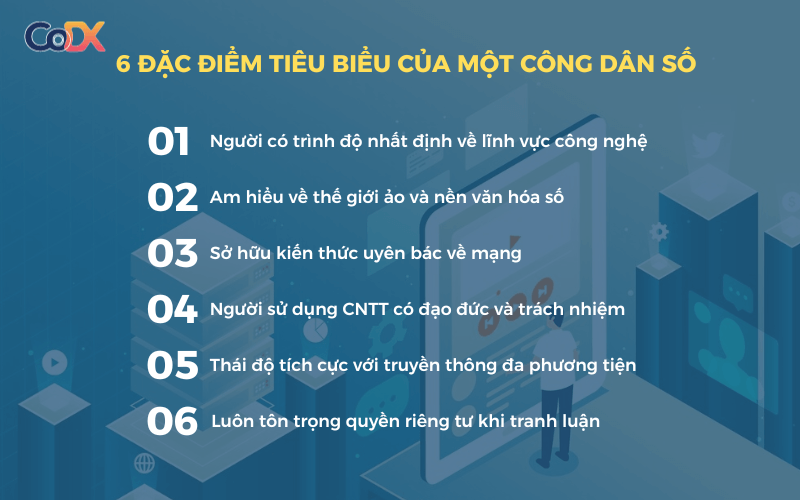 CoDX
6 ĐẶC ĐIỂM TIÊU BIỂU CỦA MỘT CÔNG DÂN SỐ
01 Người có trình độ nhất định về lĩnh vực công nghệ
02 Am hiểu về thế giới ảo và nền văn hóa số
03 Sở hữu kiến thức uyên bác về mạng
04 Người sử dụng CNTT có đạo đức và trách nhiệm
05 Thái độ tích cực với truyền thông đa phương tiện
06 Luôn tôn trọng quyền riêng tư khi tranh luận